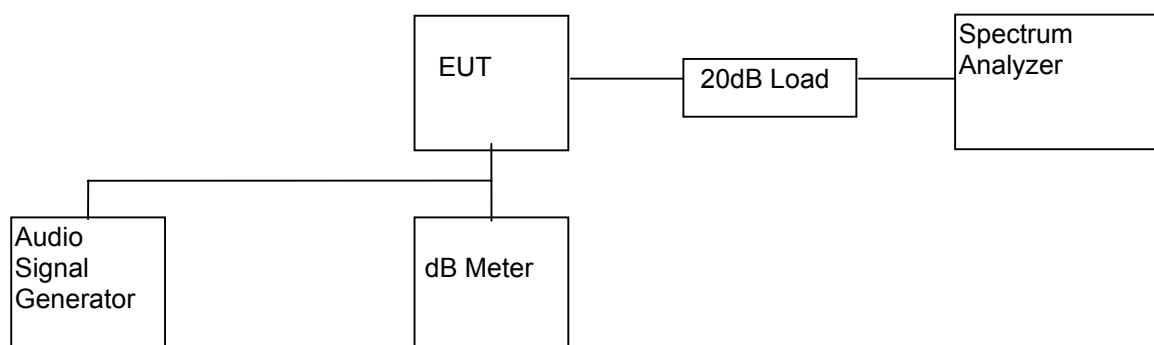 EUT
20dB Load
Spectrum
Analyzer
Audio
Signal
Generator
dB Meter